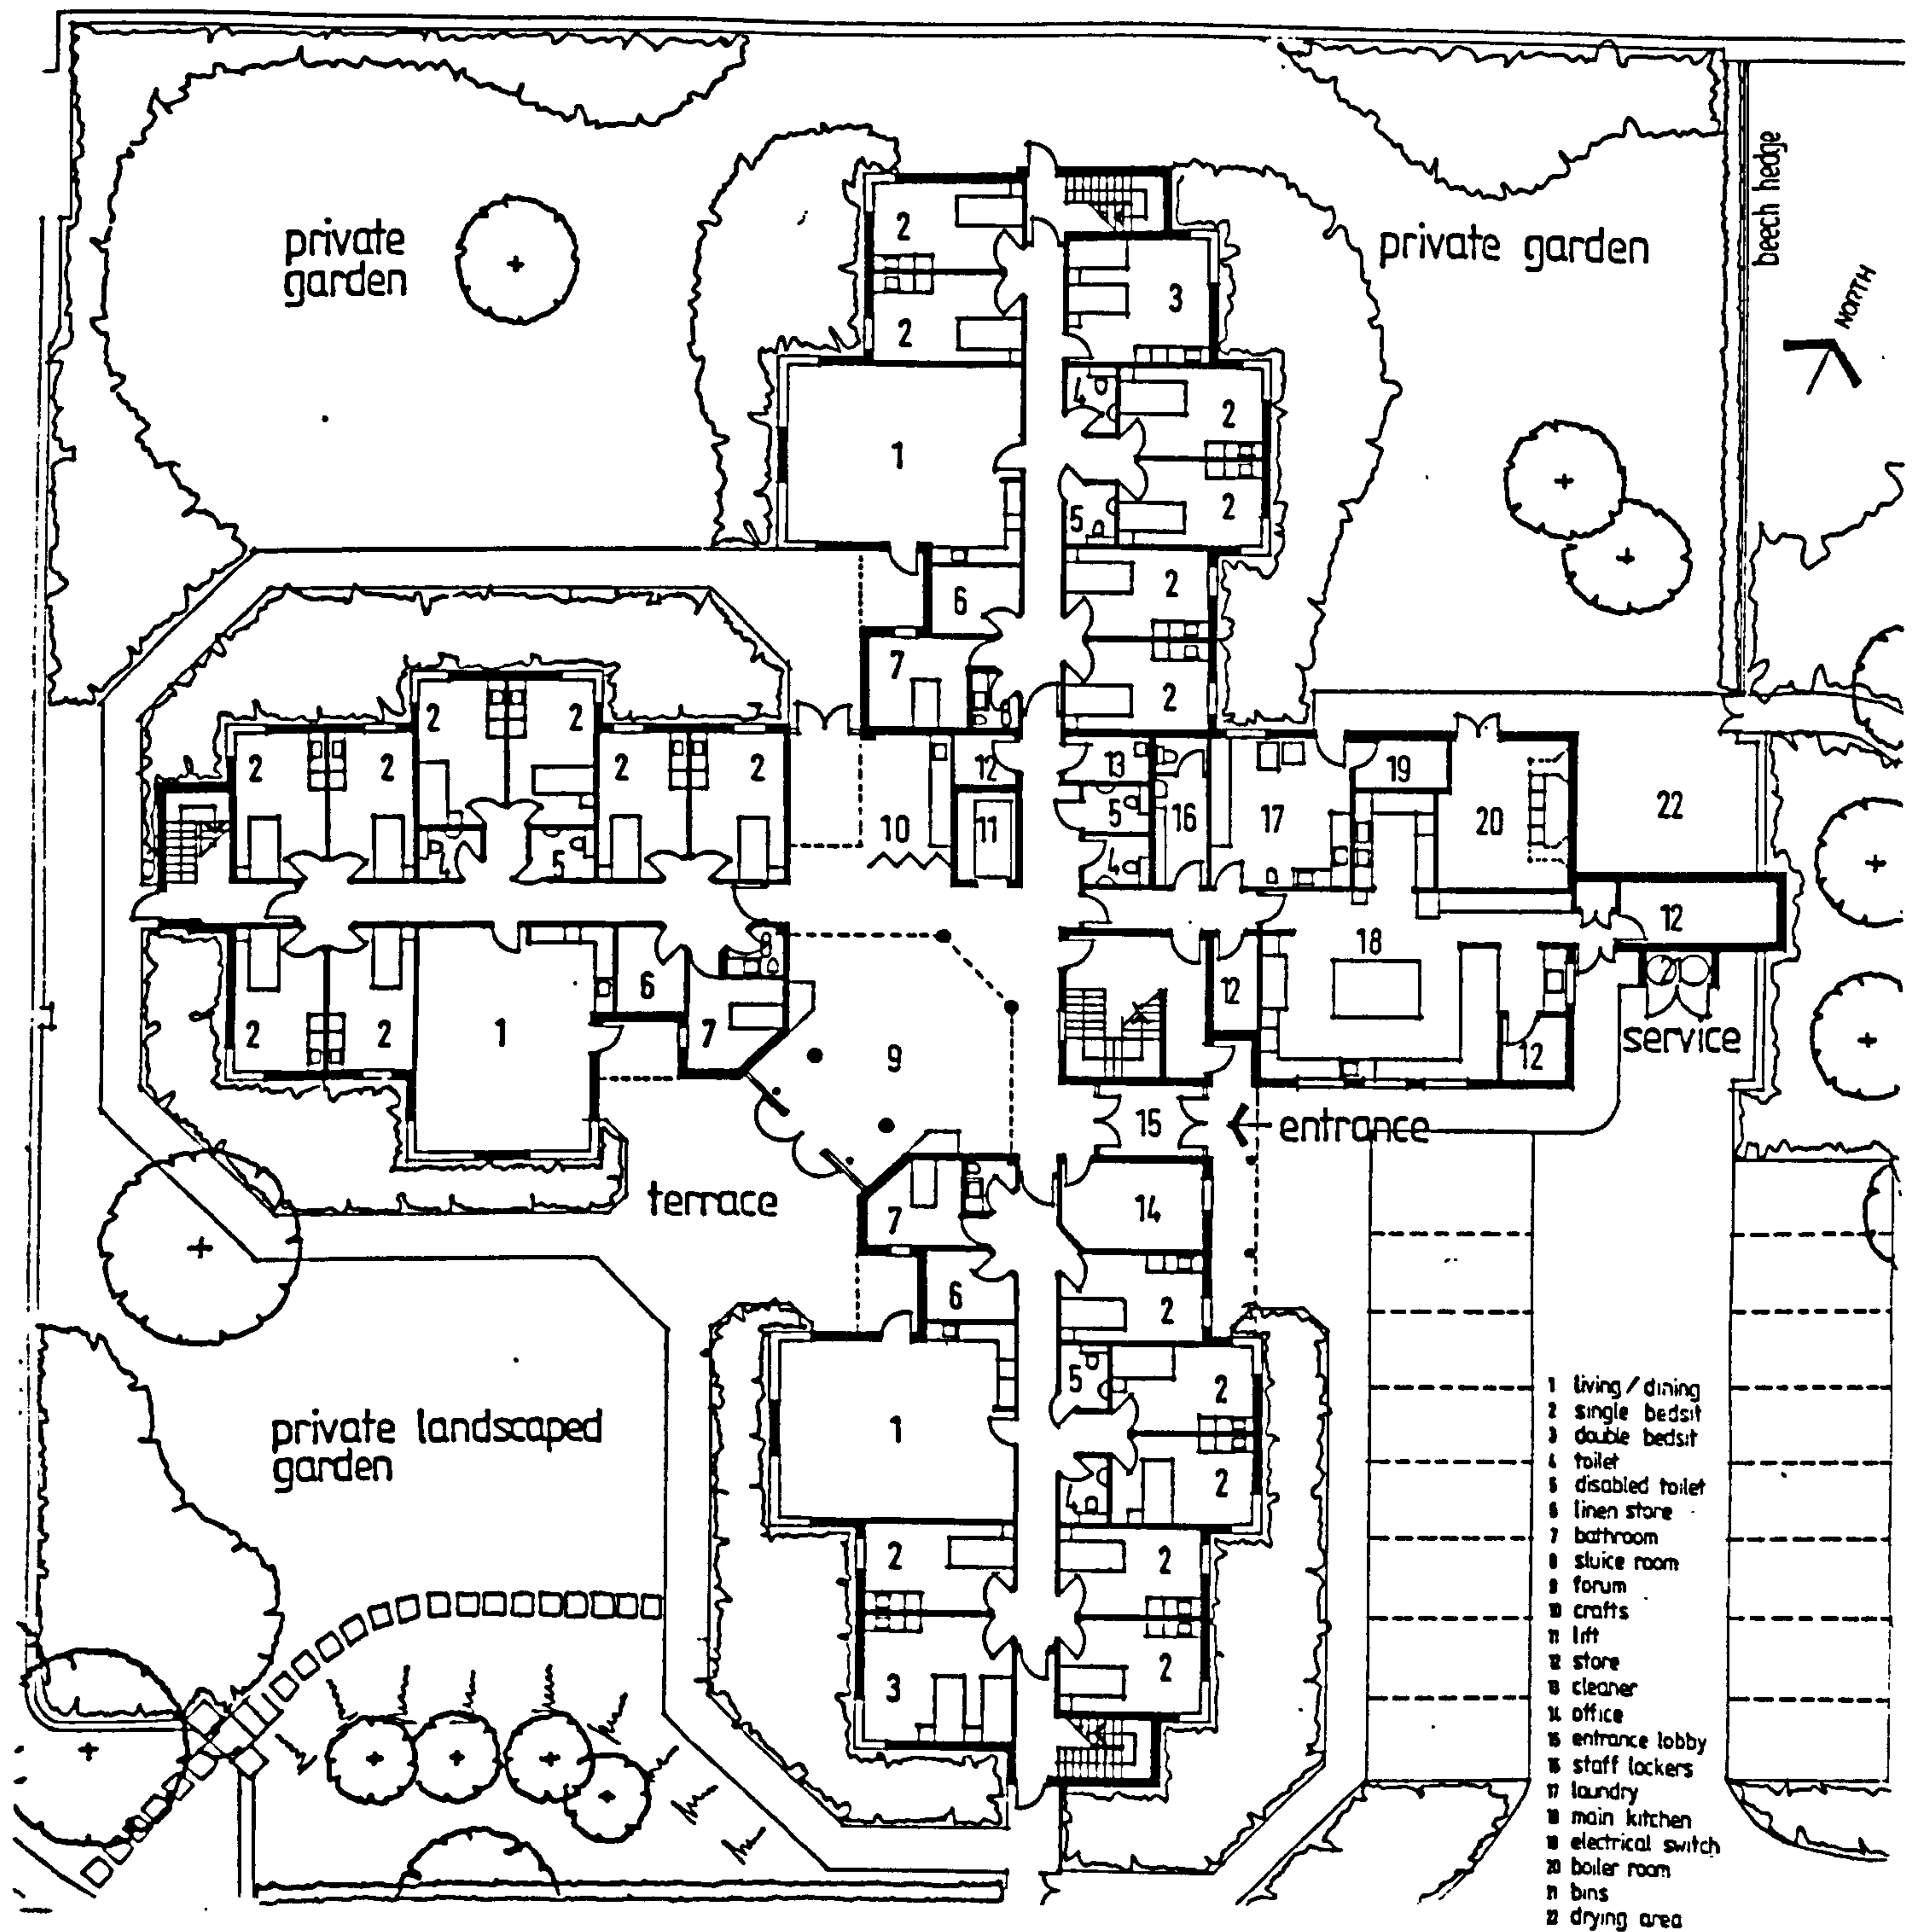 beech hedge
private
garden
private garden
NORTH
2
3
2
4
2
1
2
5
2
6
7
2
8
2
2
2
2
2
2
12
13
19
22
10
11
5
16
17
20
4
5
4
12
18
8
6
12
2
2
1
7
9
12
service
15
entrance
terrace
8
14
7
6
2
5
2
private landscaped
garden
1
2
4
2
2
2
3
1 living / dining
2 single bedsit
3 double bedsit
4 toilet
5 disabled toilet
6 linen store
7 bathroom
8 sluice room
9 forum
10 crafts
11 lift
12 store
13 cleaner
14 office
15 entrance lobby
16 staff lockers
17 laundry
18 main kitchen
19 electrical switch
20 boiler room
21 bins
22 drying area